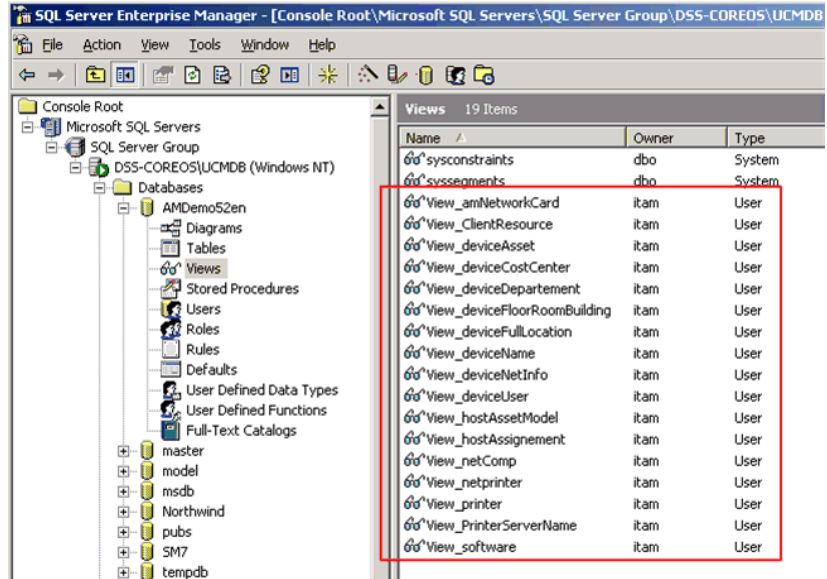 SQL Server Enterprise Manager - [Console Root\Microsoft SQL Servers\SQL Server Group\DSS-COREOS\UCMDB
File Action View Tools Window Help
Console Root
Microsoft SQL Servers
SQL Server Group
DSS-COREOS\UCMDB (Windows NT)
Databases
AMDemo52en
Diagrams
Tables
Views
Stored Procedures
Users
Roles
Rules
Defaults
User Defined Data Types
User Defined Functions
Full-Text Catalogs
master
model
msdb
Northwind
pubs
SM7
tempdb
Views 19 Items
Name Owner Type
sysconstraints dbo System
syssegments dbo System
View_amNetworkCard itam User
View_ClientResource itam User
View_deviceAsset itam User
View_deviceCostCenter itam User
View_deviceDepartement itam User
View_deviceFloorRoomBuilding itam User
View_deviceFullLocation itam User
View_deviceName itam User
View_deviceNetInfo itam User
View_deviceUser itam User
View_hostAssetModel itam User
View_hostAssignement itam User
View_netComp itam User
View_netprinter itam User
View_printer itam User
View_PrinterServerName itam User
View_software itam User